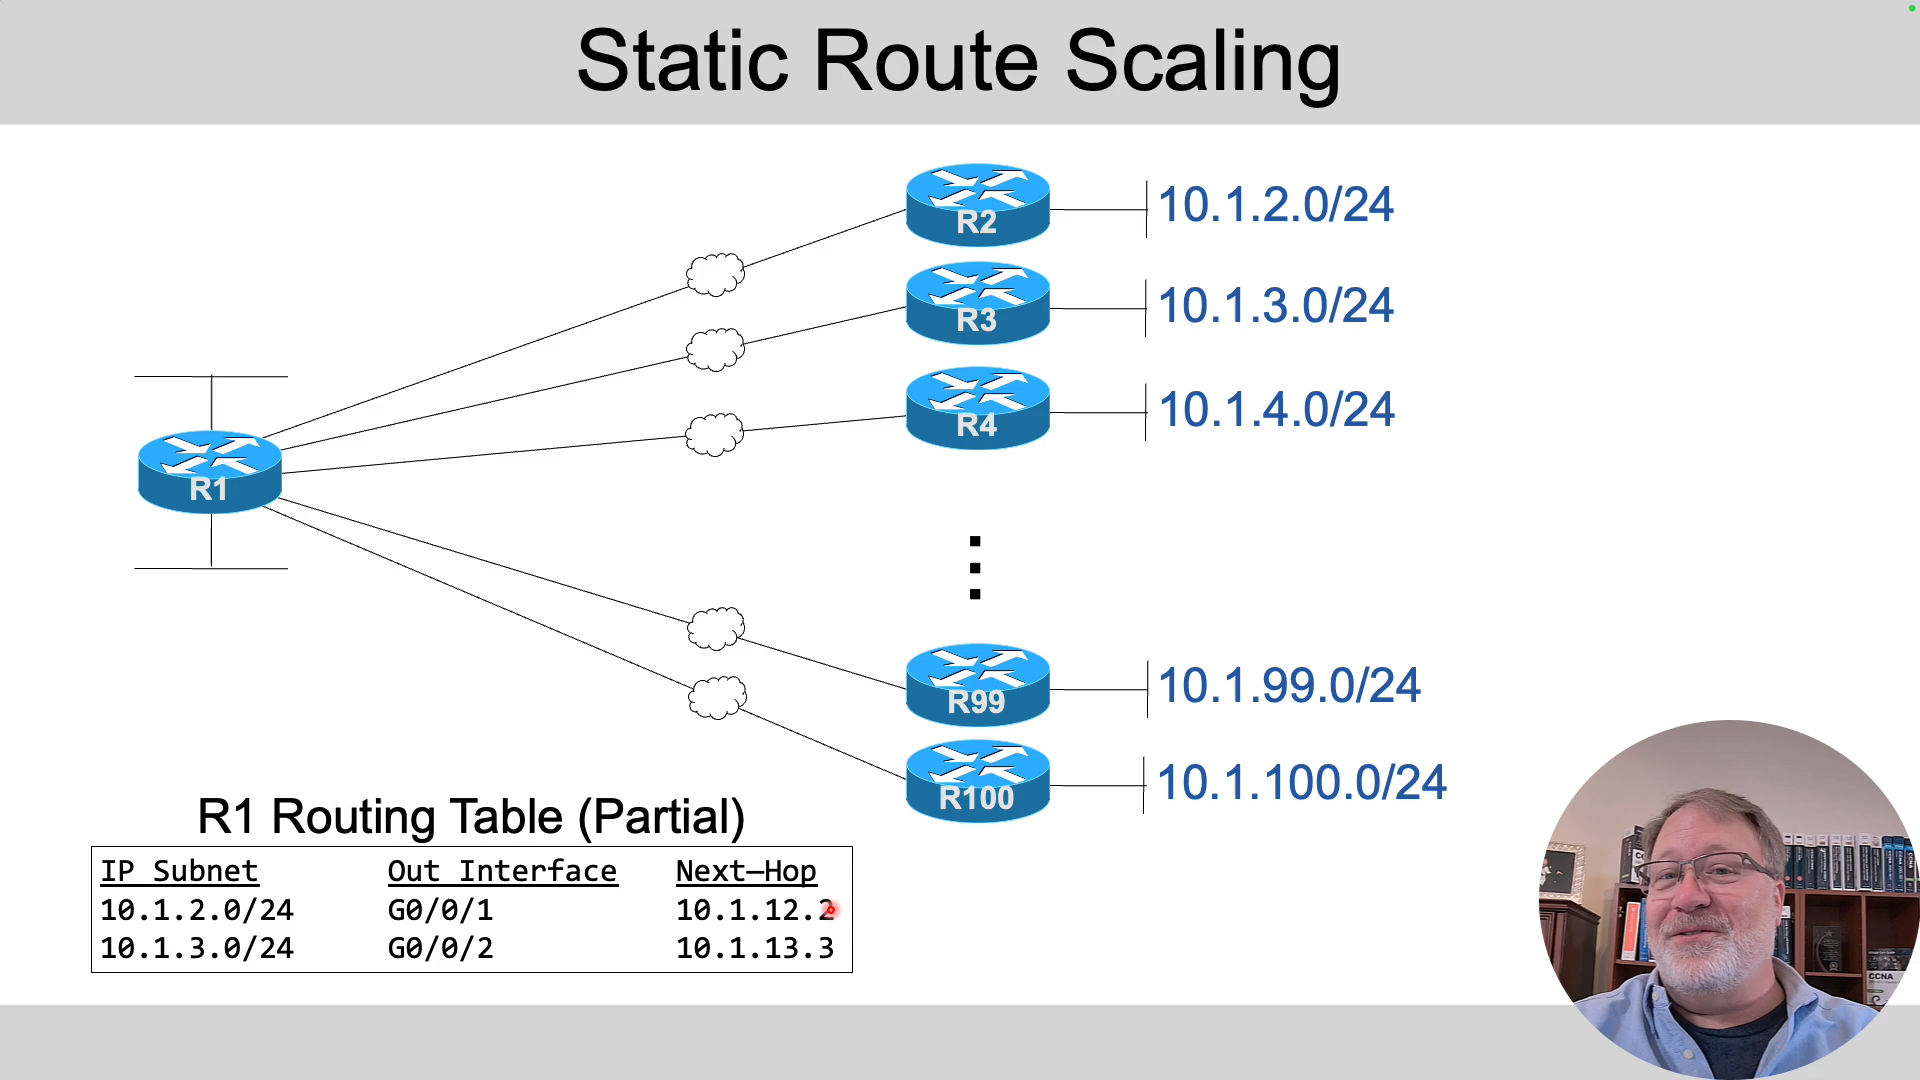 Static Route Scaling
R2
10.1.2.0/24
R3
10.1.3.0/24
R4
10.1.4.0/24
R1
R99
10.1.99.0/24
R100
10.1.100.0/24
R1 Routing Table (Partial)
IP Subnet Out Interface Next–Hop
10.1.2.0/24 G0/0/1 10.1.12.2
10.1.3.0/24 G0/0/2 10.1.13.3
CCNA